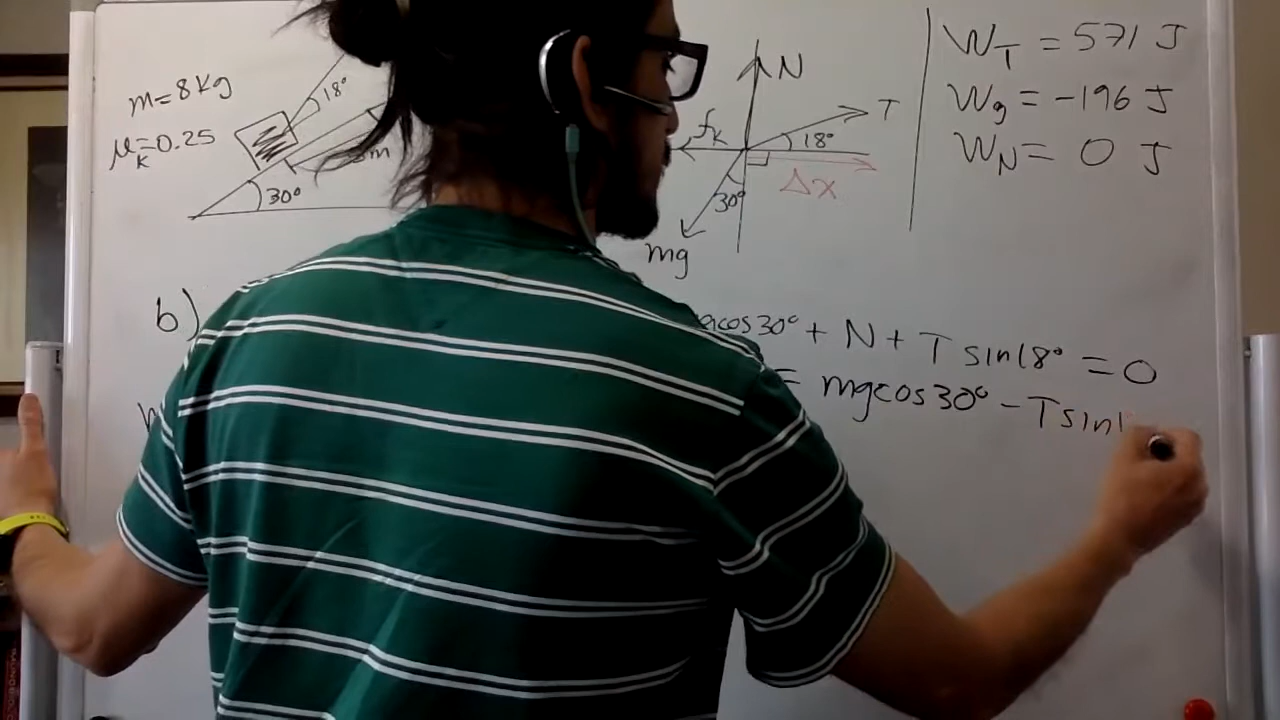 m=8Kg
μK=0.25
18°
m
30°
N
fK
T
18°
Δx
30°
mg
WT = 571 J
Wg = -196 J
WN = 0 J
b)
cos30° + N + T sin18° = 0
= mgcos30° - Tsin1